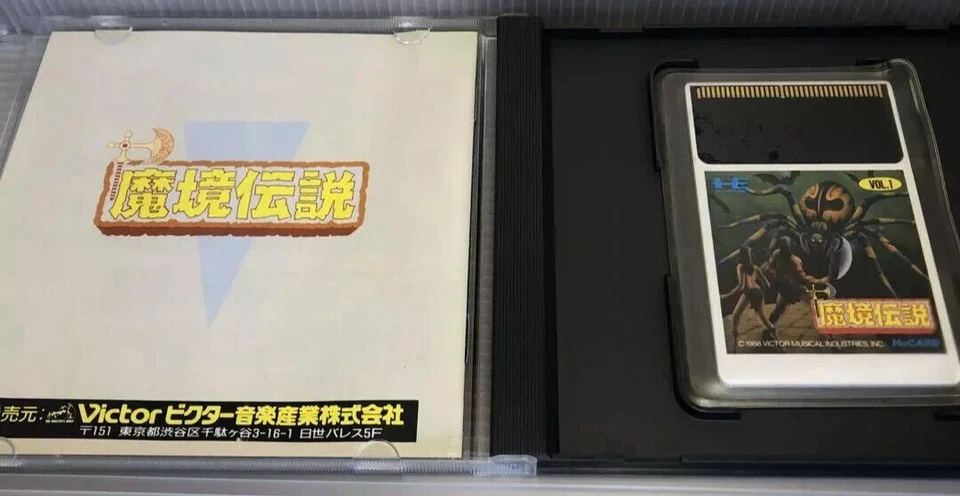 魔境伝説
売元:
Victor ビクター音楽産業株式会社
〒151 東京都渋谷区千駄ヶ谷3-16-1 日世パレス5F
HE
VOL.1
魔境伝説
© 1988 VICTOR MUSICAL INDUSTRIES, INC.
HuCARD